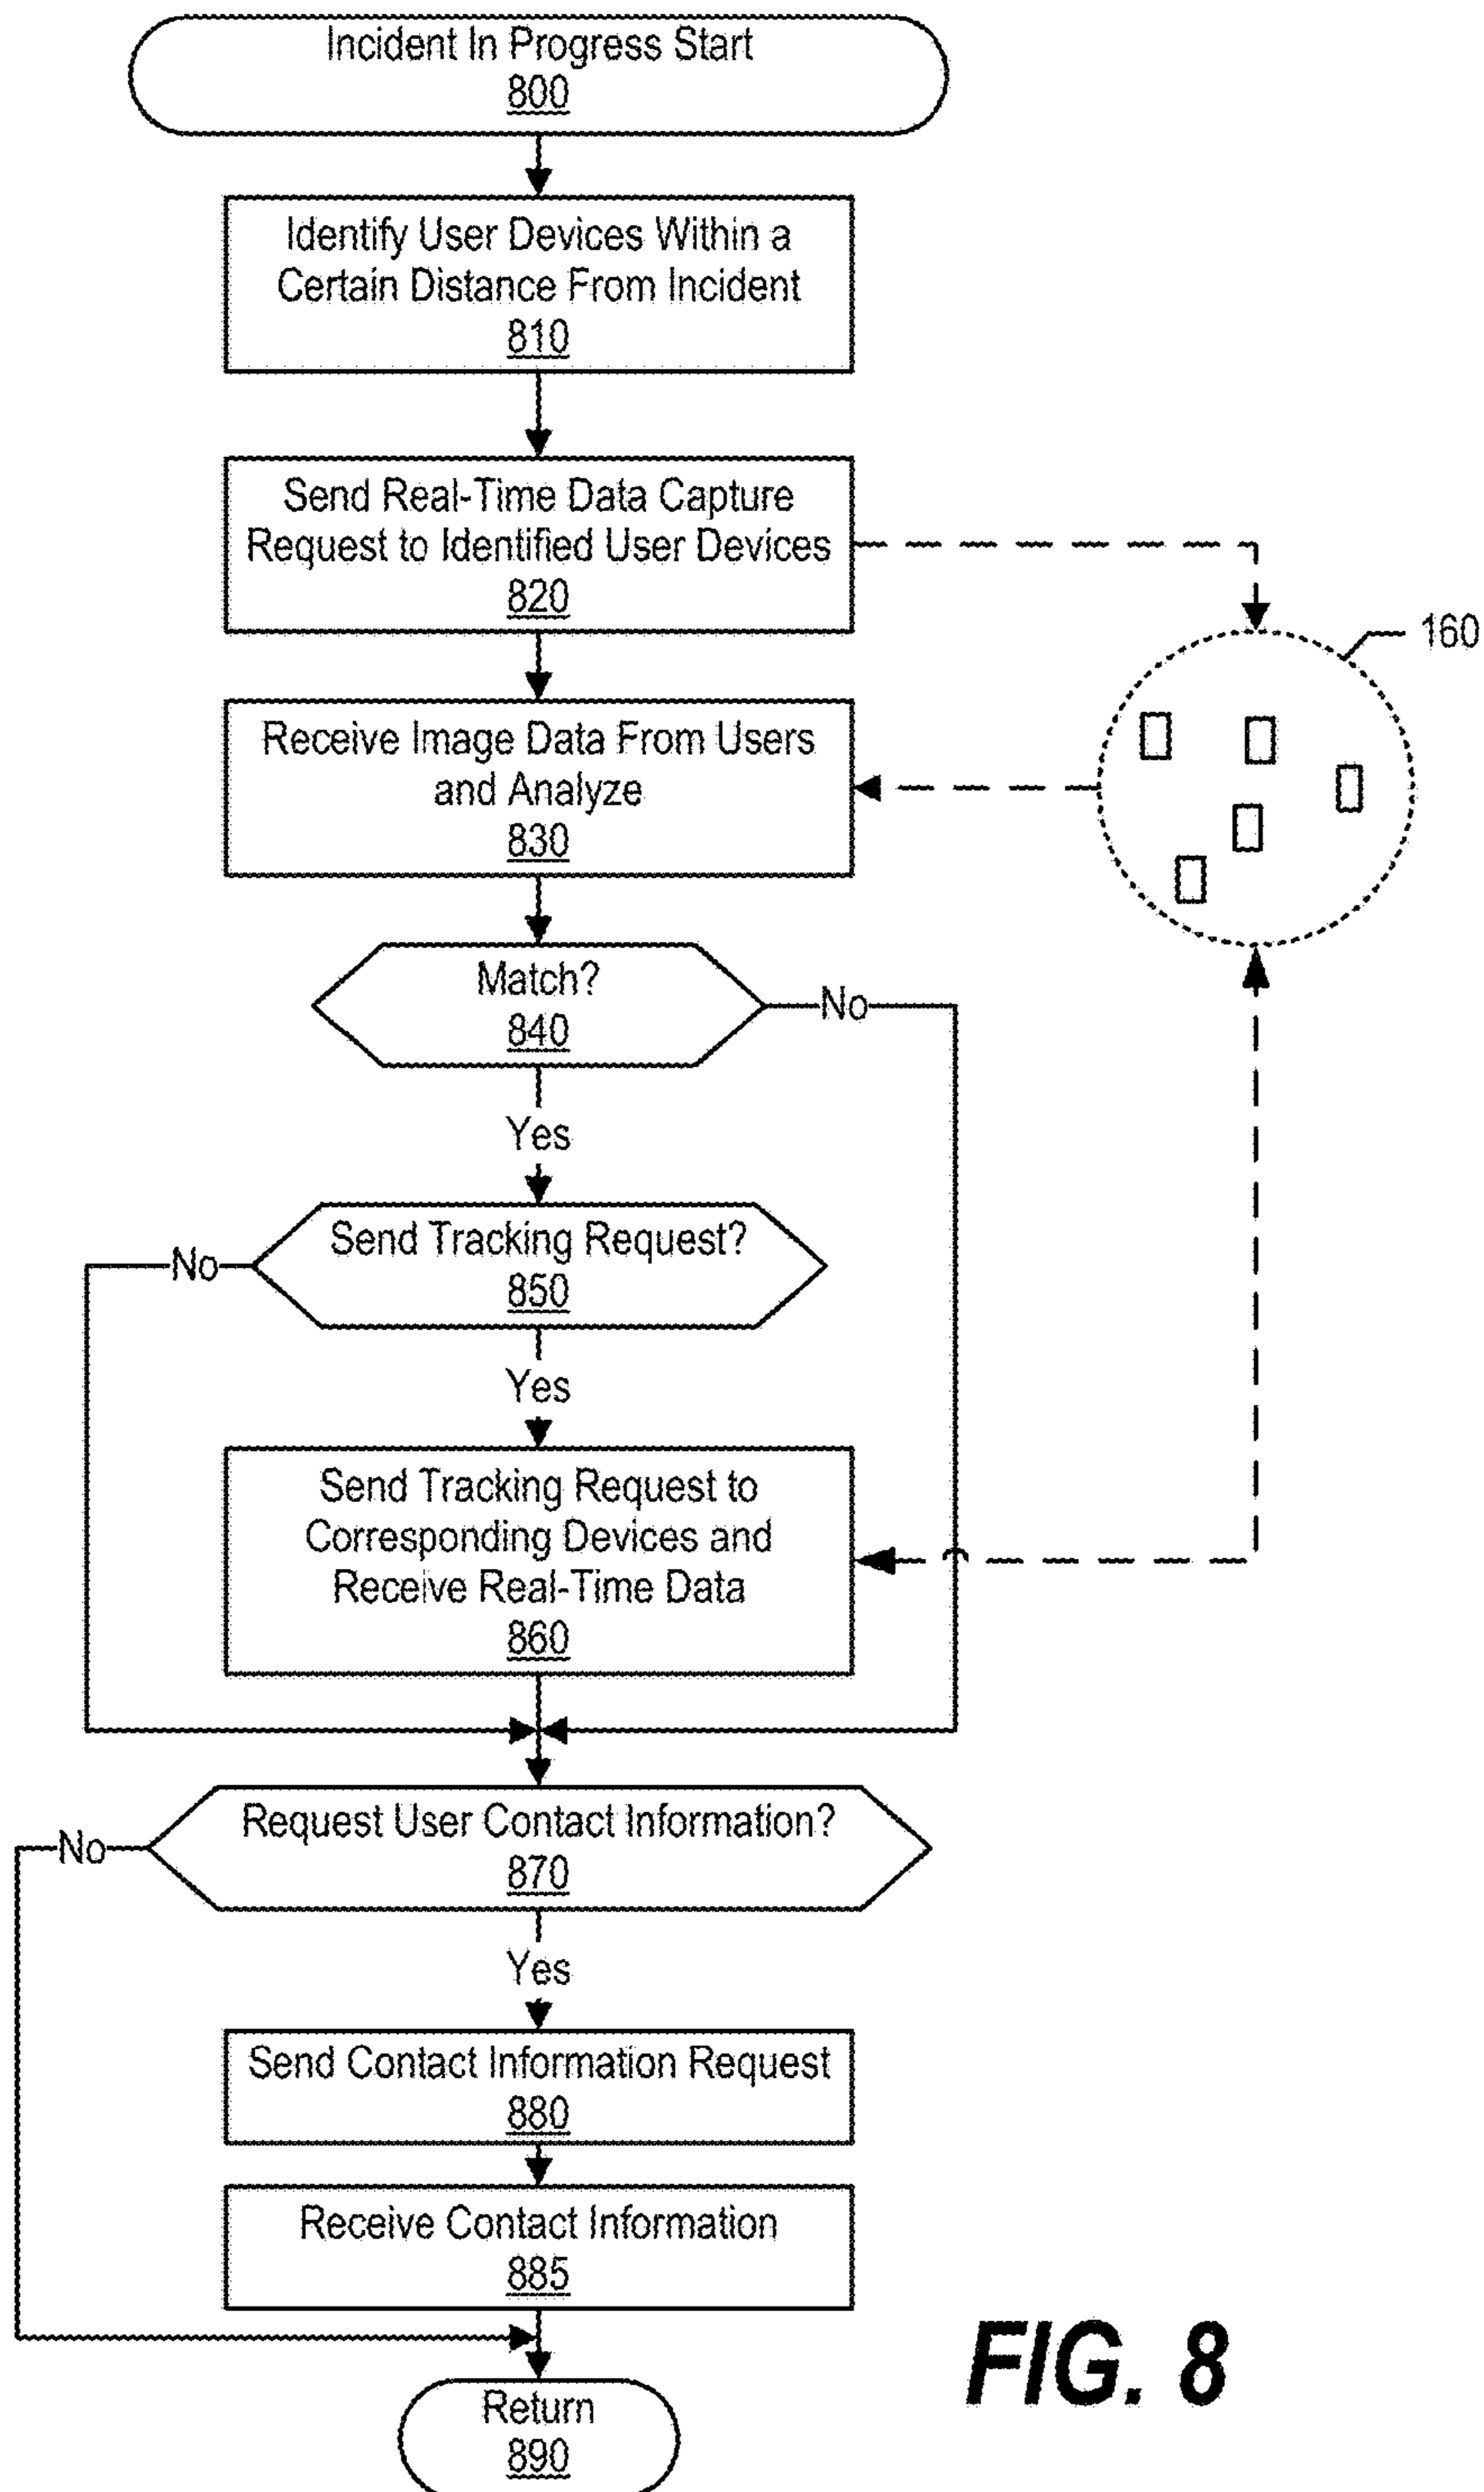 Incident In Progress Start
800
Identify User Devices Within a
Certain Distance From Incident
810
Send Real-Time Data Capture
Request to Identified User Devices
820
160
Receive Image Data From Users
and Analyze
830
Match?
840
No
Yes
Send Tracking Request?
850
No
Yes
Send Tracking Request to
Corresponding Devices and
Receive Real-Time Data
860
Request User Contact Information?
870
No
Yes
Send Contact Information Request
880
Receive Contact Information
885
Return
890
FIG. 8